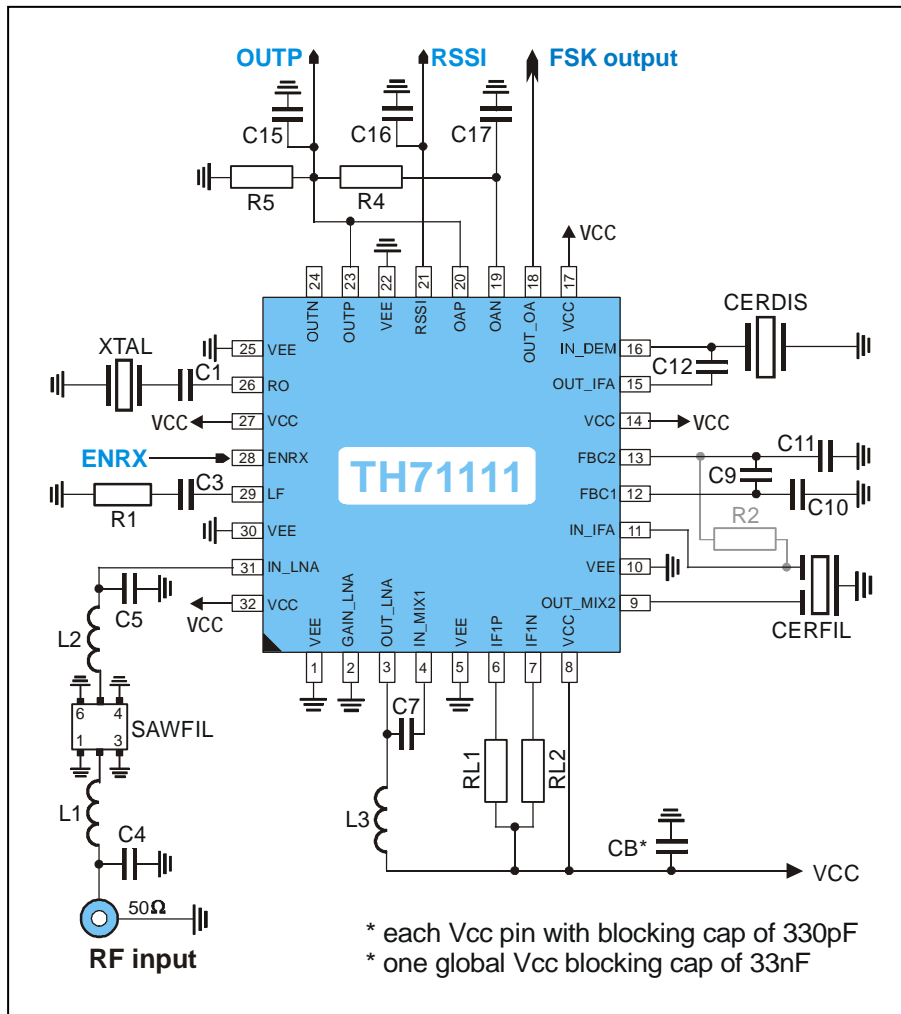 OUTP RSSI FSK output
C15 C16 C17
R5 R4
VCC
24 23 22 21 20 19 18 17
OUTN OUTP VEE RSSI OAP OAN OUT_OA VCC
CERDIS
XTAL
C1
25 VEE
26 RO
27 VCC
VCC
ENRX
28 ENRX
C3
29 LF
R1
30 VEE
31 IN_LNA
C5
32 VCC
VCC
TH71111
IN_DEM 16
C12
OUT_IFA 15
VCC 14
VCC
FBC2 13
C11
C9
FBC1 12
C10
R2
IN_IFA 11
VEE 10
OUT_MIX2 9
CERFIL
VEE GAIN_LNA OUT_LNA IN_MIX1 VEE IF1P IF1N VCC
1 2 3 4 5 6 7 8
L2
6 4
1 3
SAWFIL
C7
RL1 RL2
L1
L3
C4
CB*
VCC
50Ω
RF input
* each Vcc pin with blocking cap of 330pF
* one global Vcc blocking cap of 33nF